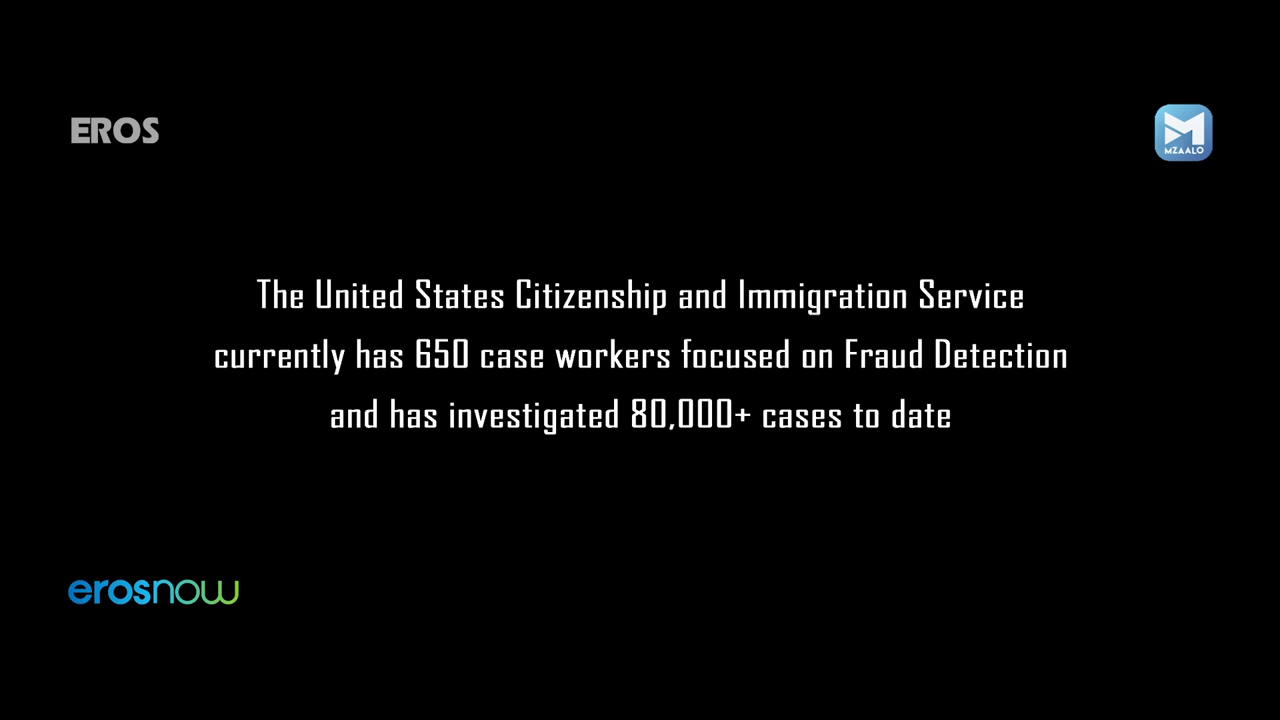 EROS
MZAALO
The United States Citizenship and Immigration Service
currently has 650 case workers focused on Fraud Detection
and has investigated 80,000+ cases to date
erosnow